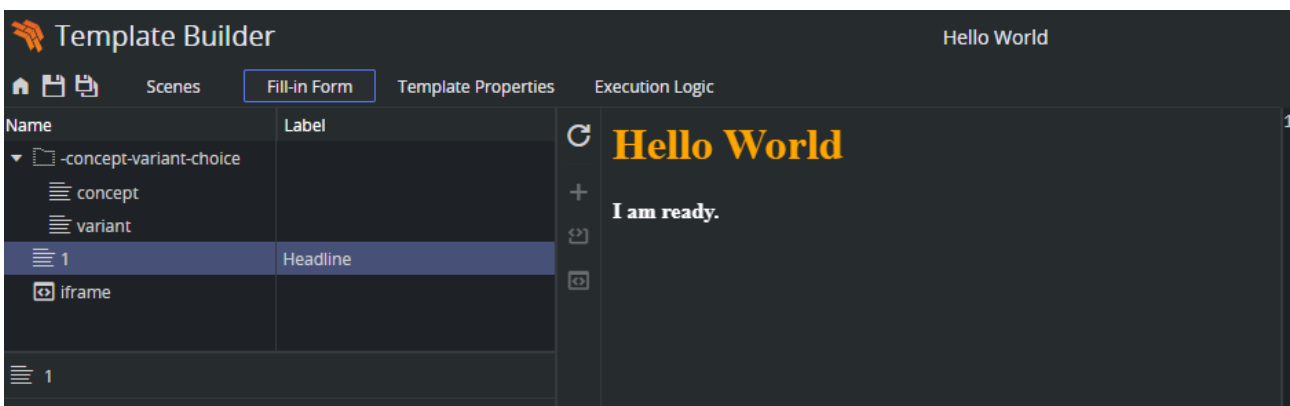 Template Builder
Hello World
Scenes
Fill-in Form
Template Properties
Execution Logic
Name
Label
-concept-variant-choice
concept
variant
1
Headline
iframe
1
Hello World
I am ready.
1